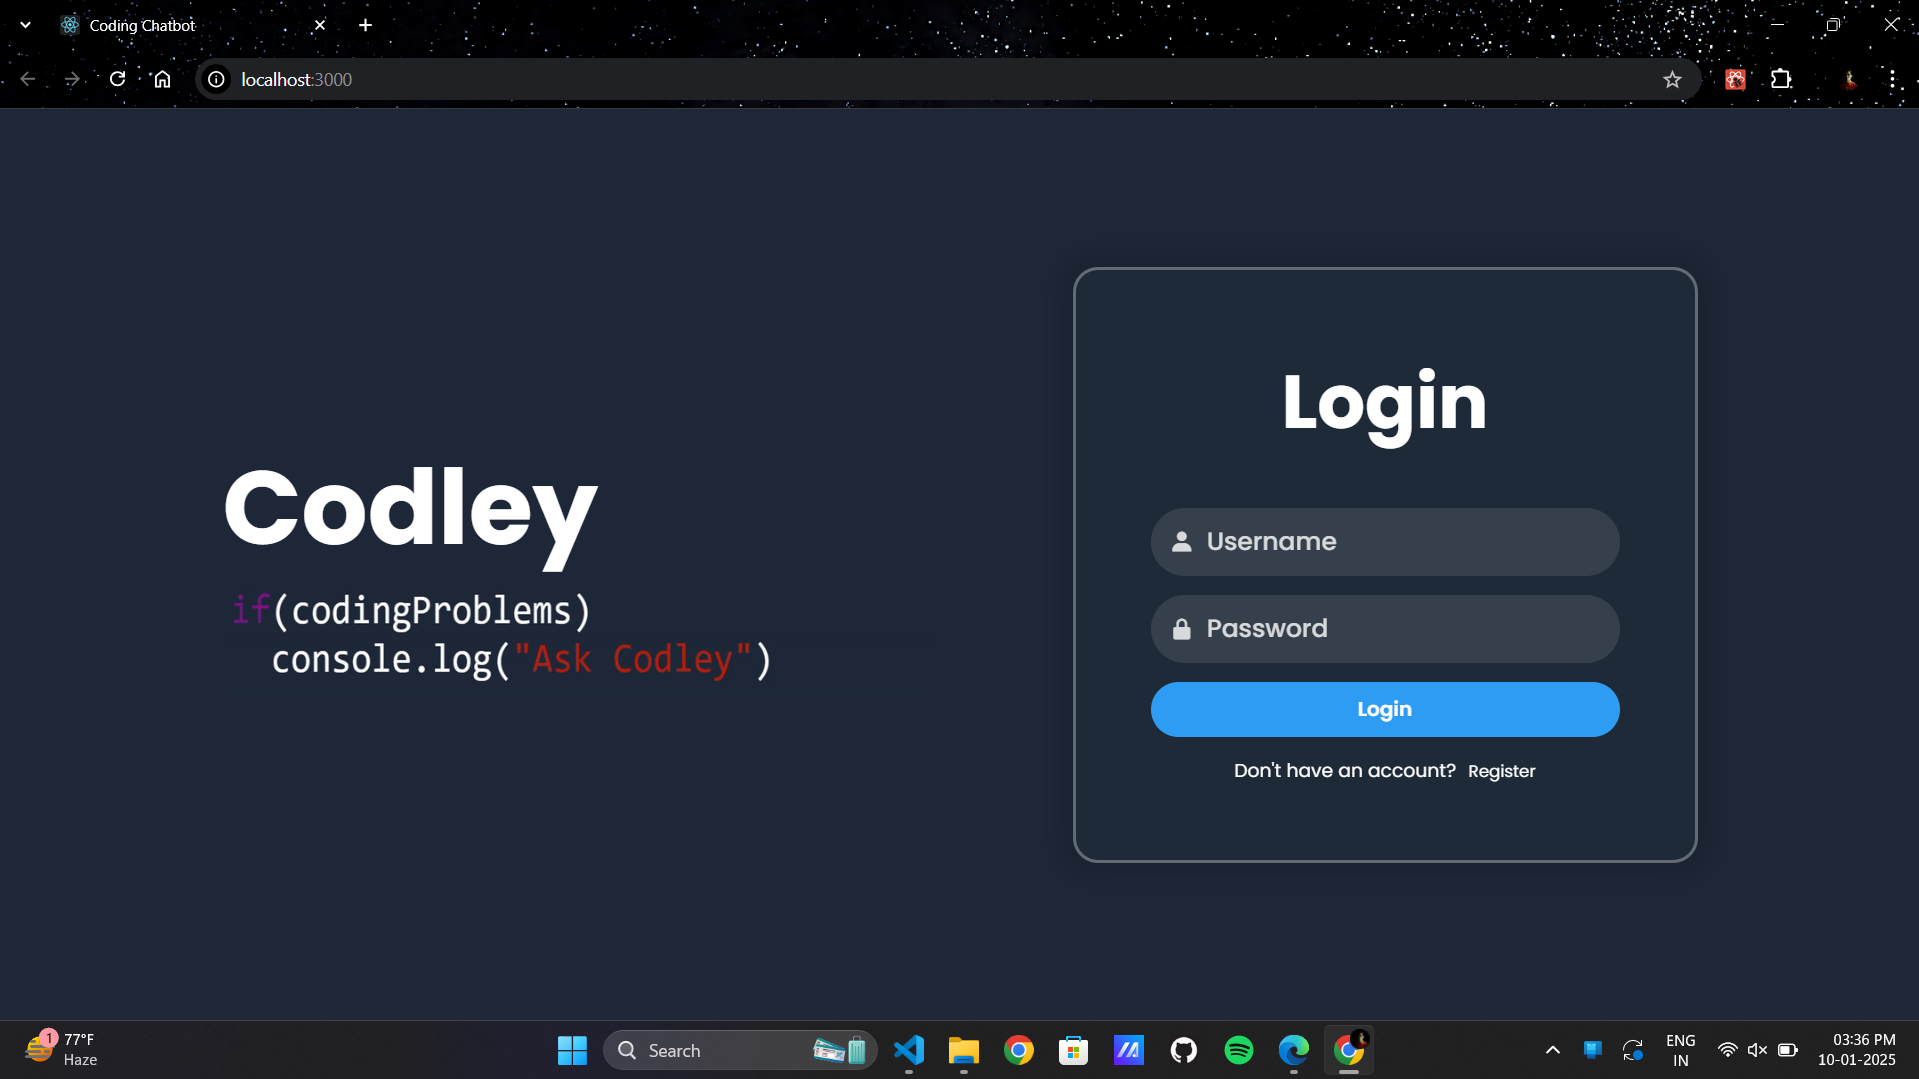 Coding Chatbot
localhost:3000
Login
Codley
Username
if(codingProblems)
Password
console.log("Ask Codley")
Login
Don't have an account? Register
1
77°F
Haze
Search
ENG
IN
03:36 PM
10-01-2025